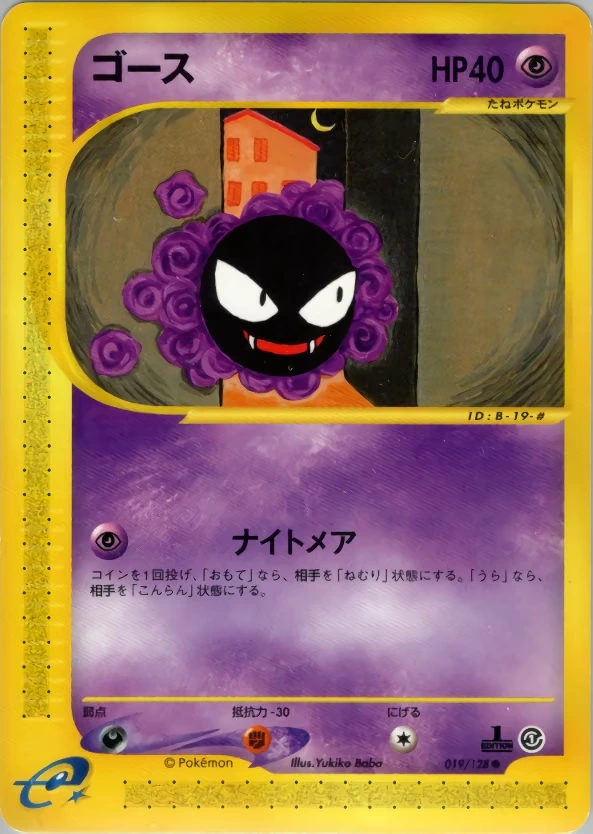 ゴース HP40
たねポケモン
ID:B-19-#
ナイトメア
コインを1回投げ、「おもて」なら、相手を「ねむり」状態にする。「うら」なら、
相手を「こんらん」状態にする。
弱点 抵抗力-30 にげる
1
EDITION
© Pokémon Illus.Yukiko Baba 019/128 ●
e